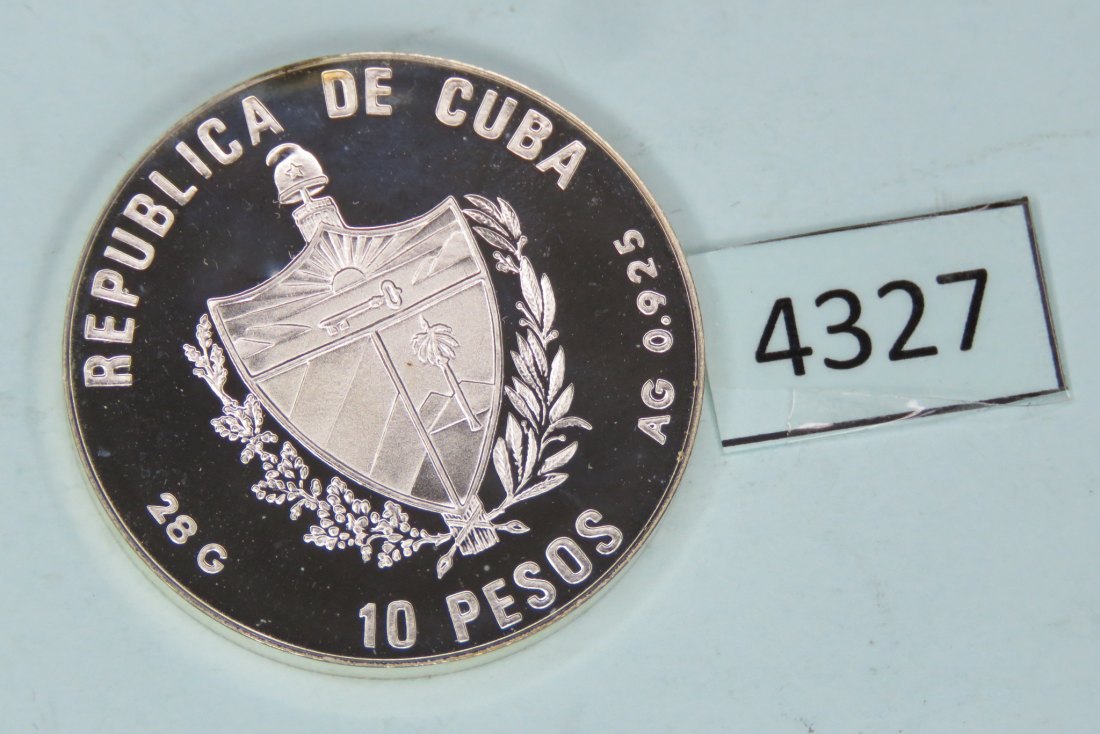 REPUBLICA DE CUBA
AG 0.925
28 G
10 PESOS
4327